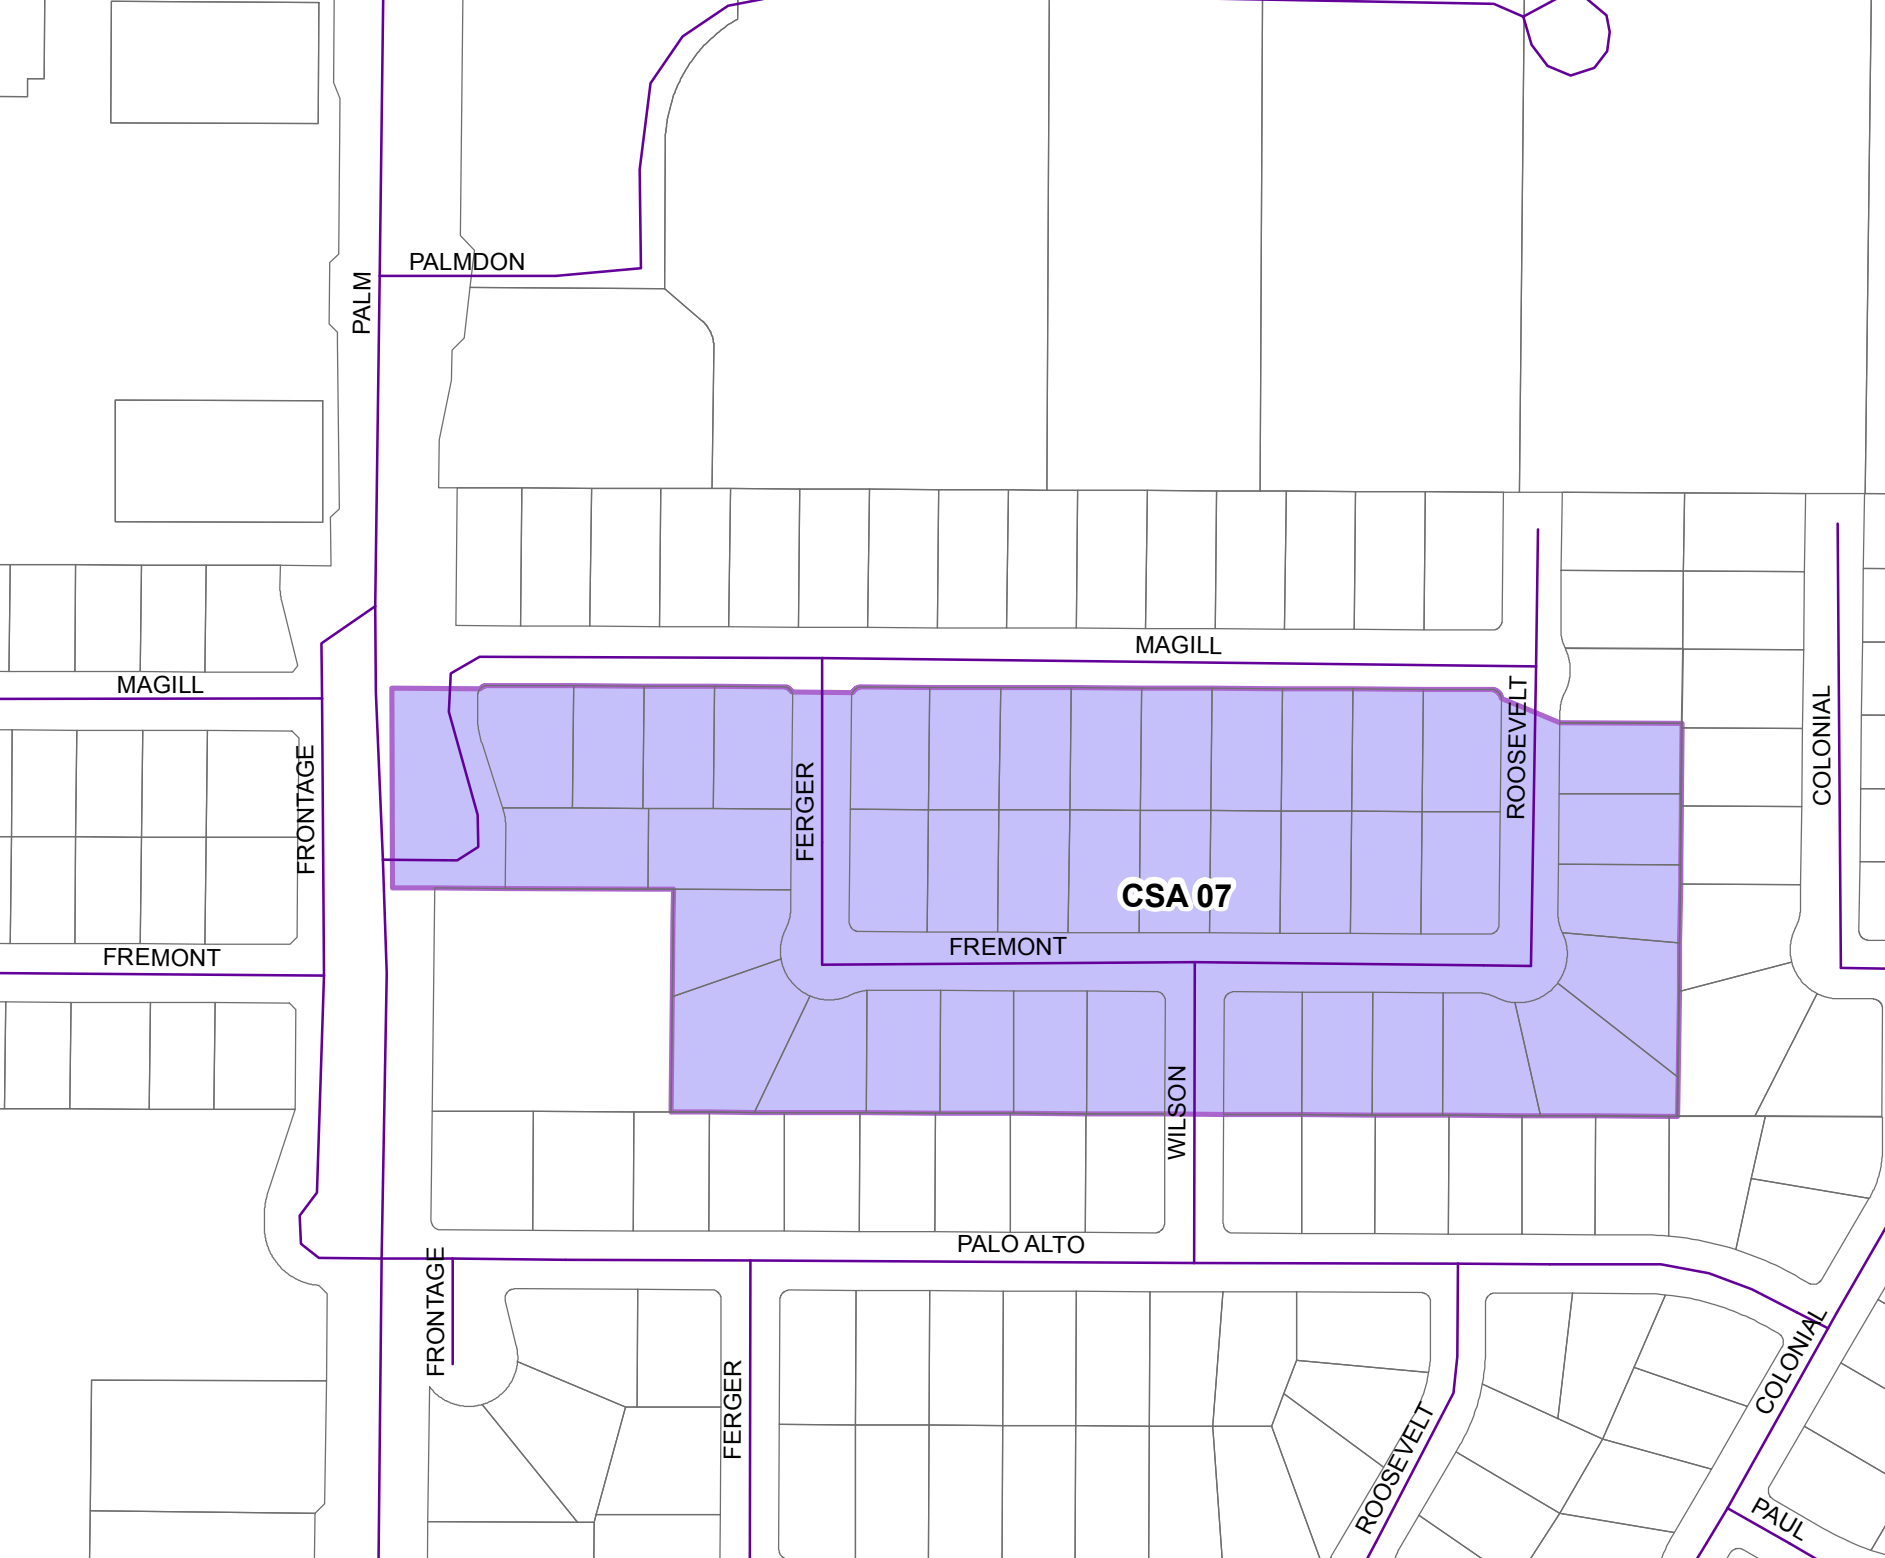 PALMDON
PALM
MAGILL
MAGILL
ROOSEVELT
COLONIAL
FRONTAGE
FERGER
CSA 07
FREMONT
FREMONT
WILSON
PALO ALTO
FRONTAGE
FERGER
COLONIAL
ROOSEVELT
PAUL